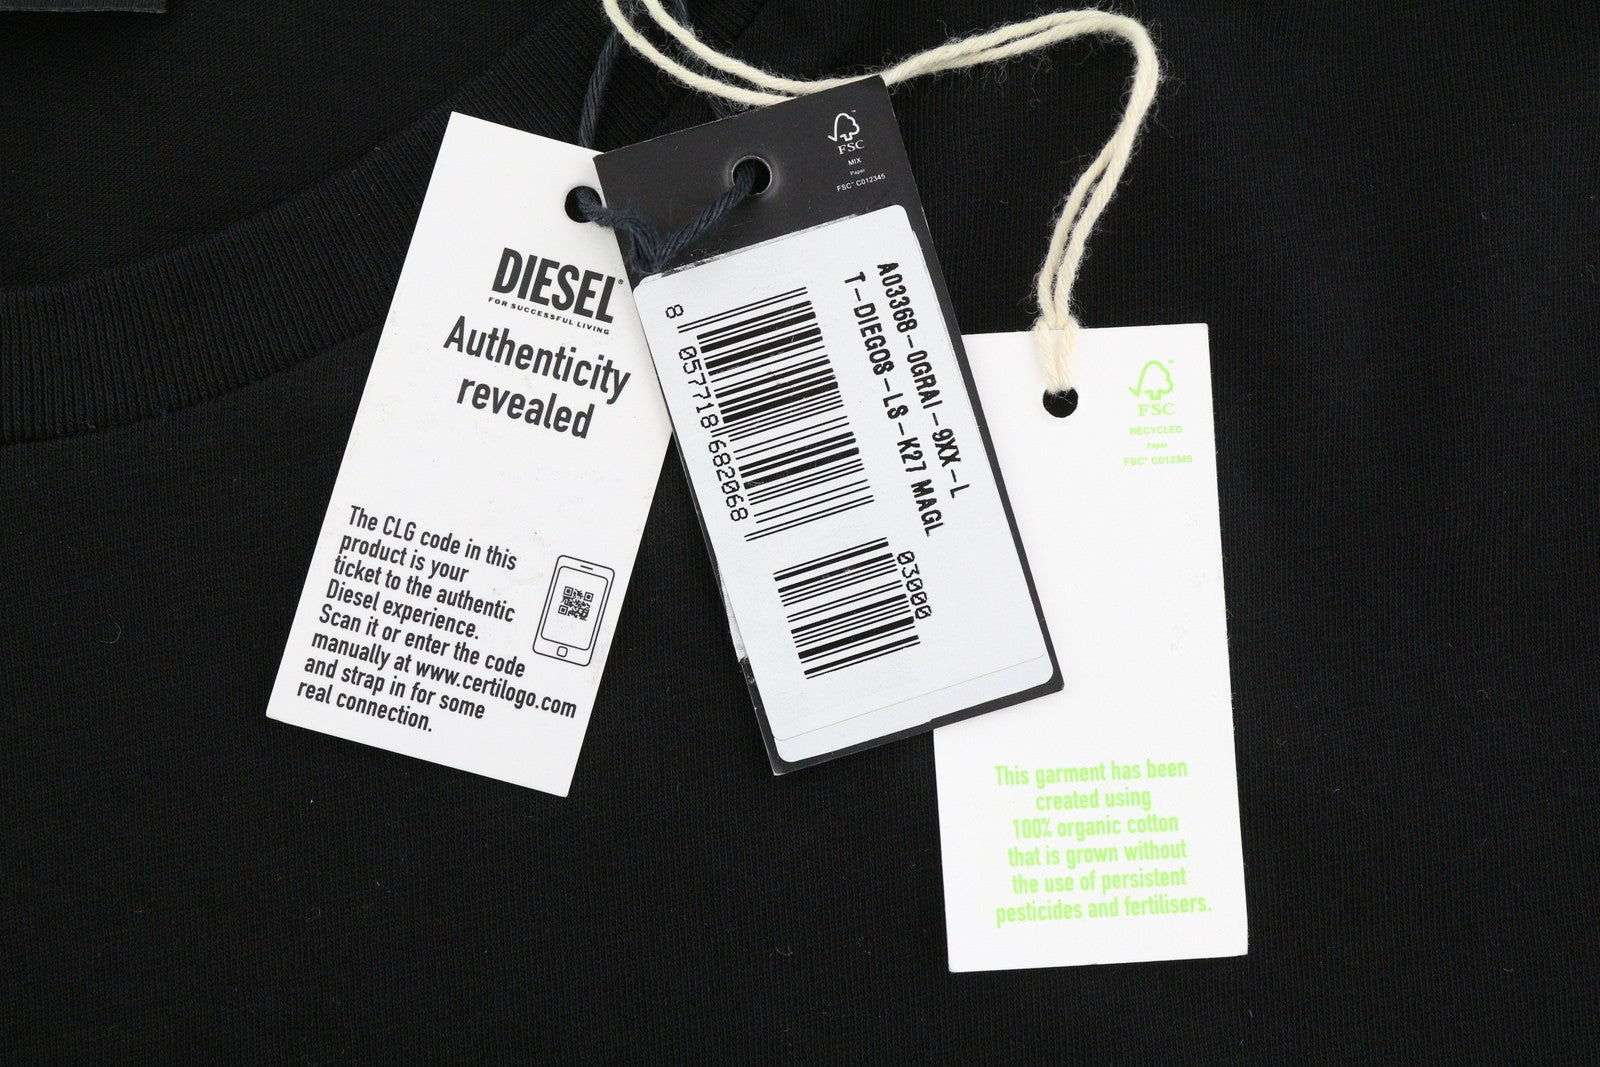 DIESEL®
FOR SUCCESSFUL LIVING
Authenticity
revealed
The CLG code in this
product is your
ticket to the authentic
Diesel experience.
Scan it or enter the code
manually at www.certilogo.com
and strap in for some
real connection.
FSC™
MIX
Paper
FSC® C012345
A03368-0GRAI-9XX-L
T-DIEGOS-LS-K27 MAGL
8 057718 682068
03000
FSC™
RECYCLED
Paper
FSC® C012345
This garment has been
created using
100% organic cotton
that is grown without
the use of persistent
pesticides and fertilisers.